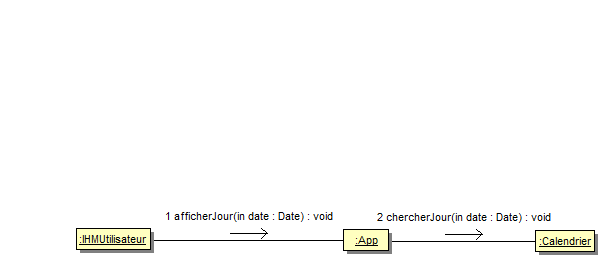 1 afficherJour(in date : Date) : void
2 chercherJour(in date : Date) : void
:IHMUtilisateur
:App
:Calendrier